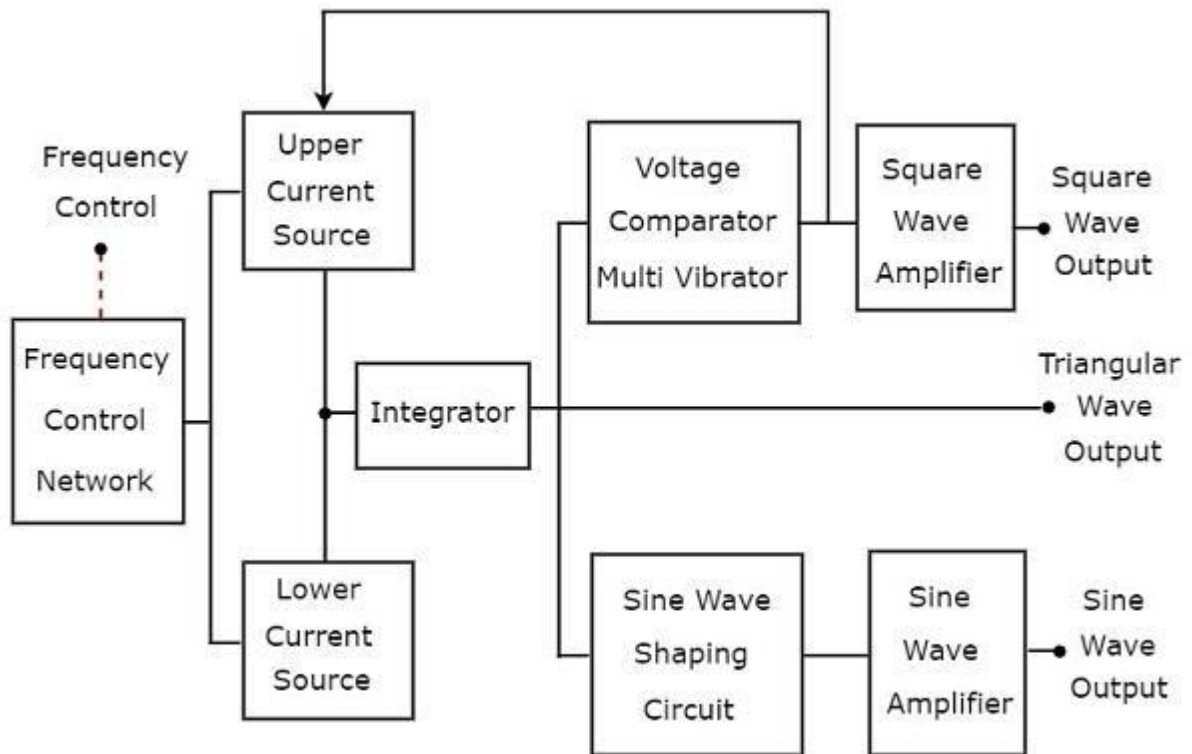 Frequency
Control
Frequency
Control
Network
Upper
Current
Source
Lower
Current
Source
Integrator
Voltage
Comparator
Multi Vibrator
Square
Wave
Amplifier
Square
Wave
Output
Triangular
Wave
Output
Sine Wave
Shaping
Circuit
Sine
Wave
Amplifier
Sine
Wave
Output